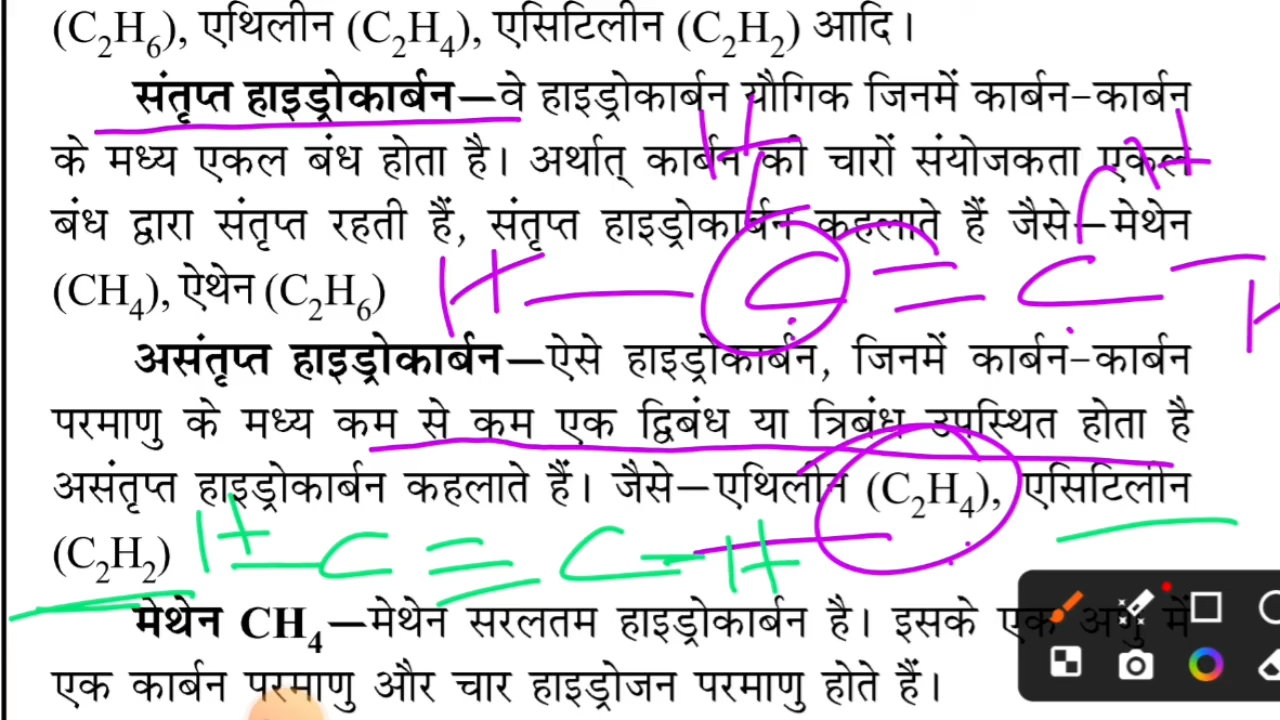 (C₂H₆), एथिलीन (C₂H₄), एसिटिलीन (C₂H₂) आदि।
संतृप्त हाइड्रोकार्बन—वे हाइड्रोकार्बन यौगिक जिनमें कार्बन-कार्बन
के मध्य एकल बंध होता है। अर्थात् कार्बन की चारों संयोजकता एकल
बंध द्वारा संतृप्त रहती हैं, संतृप्त हाइड्रोकार्बन कहलाते हैं जैसे—मेथेन
(CH₄), ऐथेन (C₂H₆)
H
H
H — C = C — H
असंतृप्त हाइड्रोकार्बन—ऐसे हाइड्रोकार्बन, जिनमें कार्बन-कार्बन
परमाणु के मध्य कम से कम एक द्विबंध या त्रिबंध उपस्थित होता है
असंतृप्त हाइड्रोकार्बन कहलाते हैं। जैसे—एथिलीन (C₂H₄), एसिटिलीन
(C₂H₂) H — C ≡ C — H
मेथेन CH₄—मेथेन सरलतम हाइड्रोकार्बन है। इसके एक अणु में
एक कार्बन परमाणु और चार हाइड्रोजन परमाणु होते हैं।